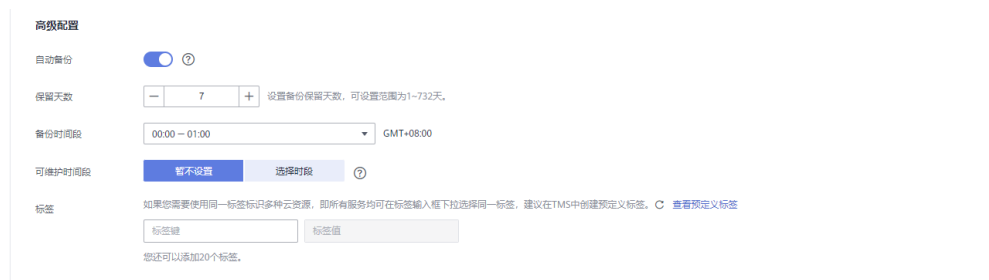 高级配置
自动备份
保留天数 7 设置备份保留天数，可设置范围为1~732天。
备份时间段 00:00 — 01:00 GMT+08:00
可维护时间段 暂不设置 选择时段
标签 如果您需要使用同一标签标识多种云资源，即所有服务均可在标签输入框下拉选择同一标签，建议在TMS中创建预定义标签。 查看预定义标签
标签键 标签值
您还可以添加20个标签。